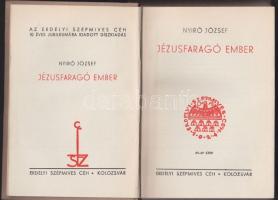 AZ ERDÉLYI SZÉPMIVES CÉH
10 ÉVES JUBILEUMÁRA KIADOTT DISZKIADÁS
NYIRŐ JÓZSEF
JÉZUSFARAGÓ EMBER
ERDÉLYI SZÉPMIVES CÉH • KOLOZSVÁR
NYIRŐ JÓZSEF
JÉZUSFARAGÓ EMBER
ERDÉLYI SZÉPMIVES CÉH • KOLOZSVÁR